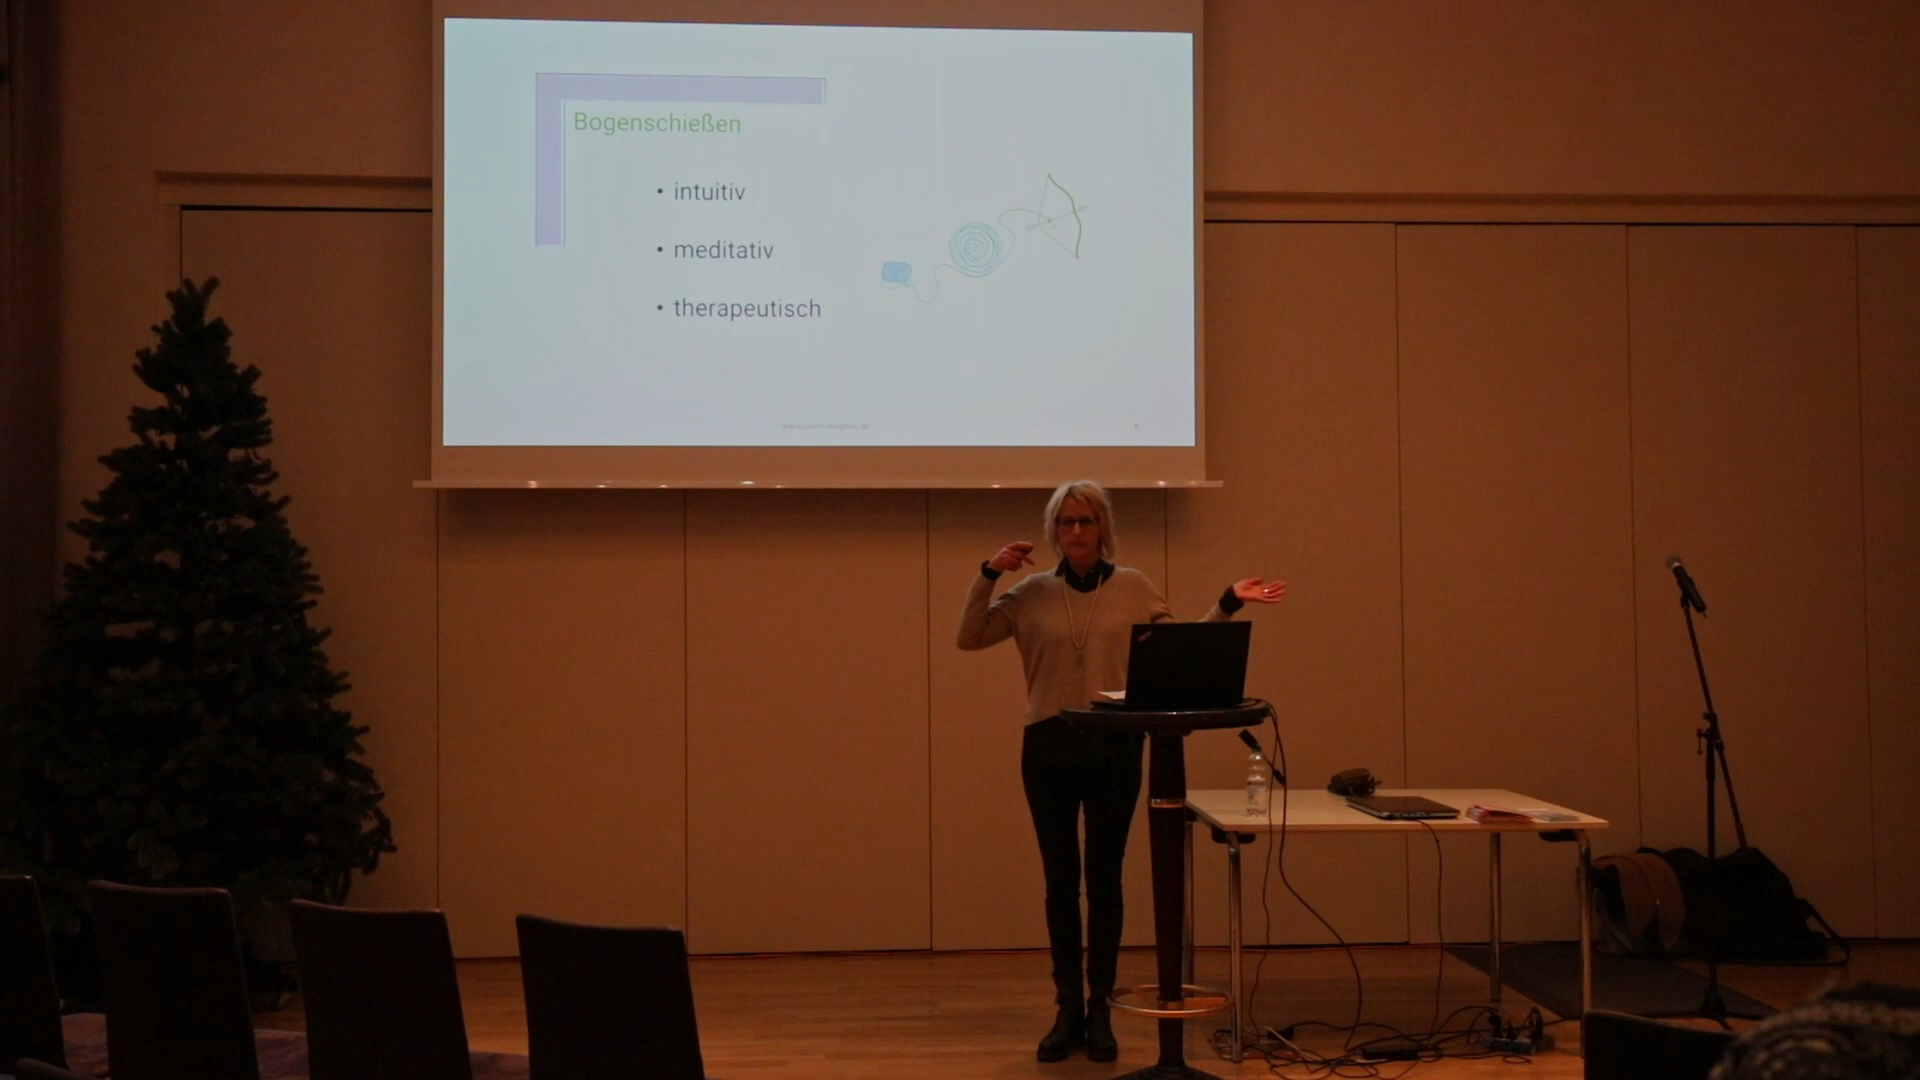 Bogenschießen
• intuitiv
• meditativ
• therapeutisch